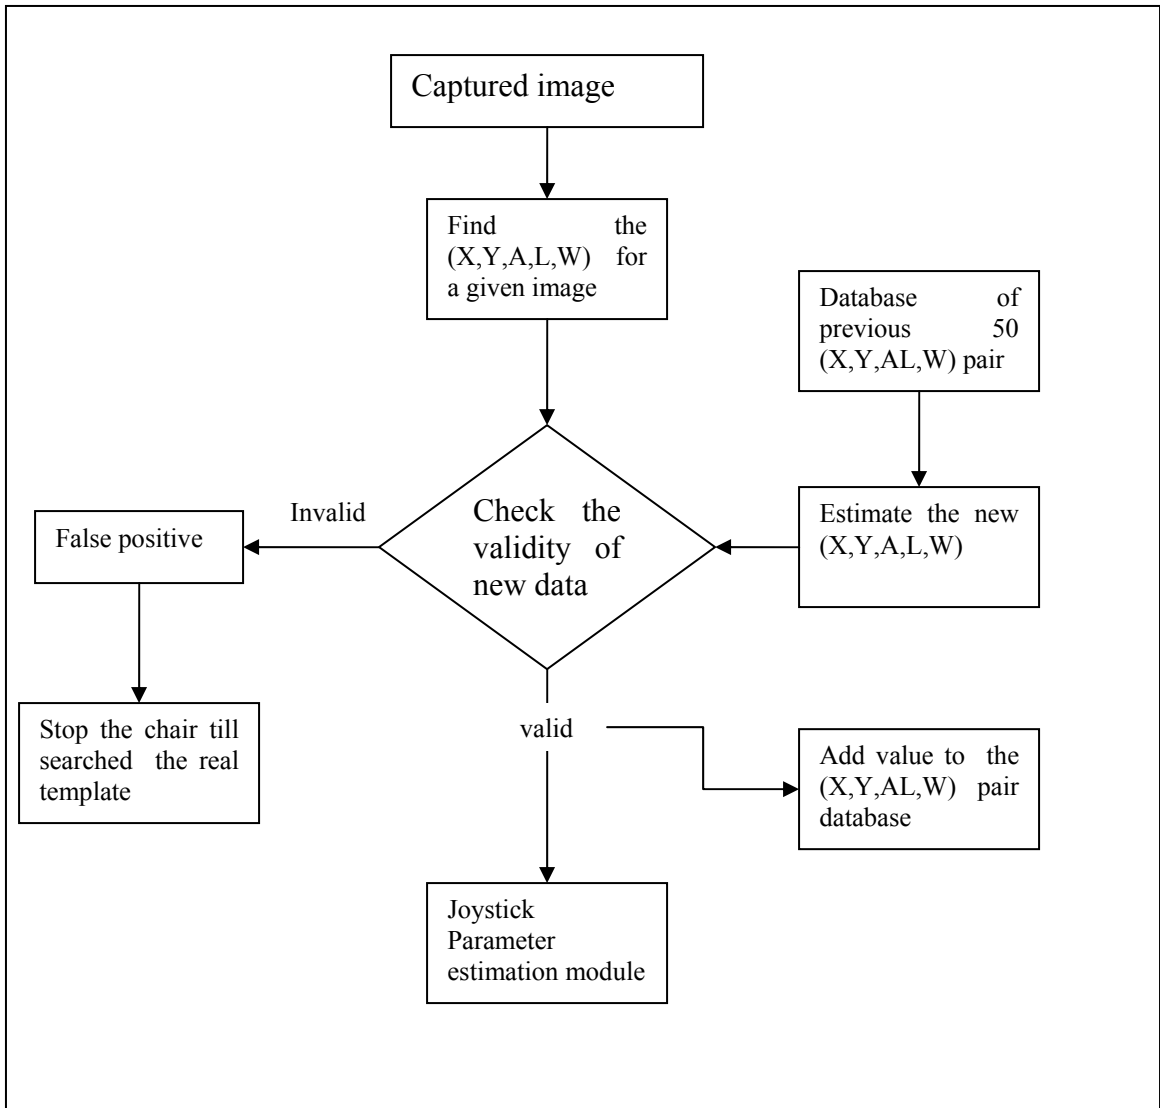 Captured image
Find the
(X,Y,A,L,W) for
a given image
Database of
previous 50
(X,Y,AL,W) pair
Invalid
Check the
validity of
new data
False positive
Estimate the new
(X,Y,A,L,W)
Stop the chair till
searched the real
template
valid
Add value to the
(X,Y,AL,W) pair
database
Joystick
Parameter
estimation module